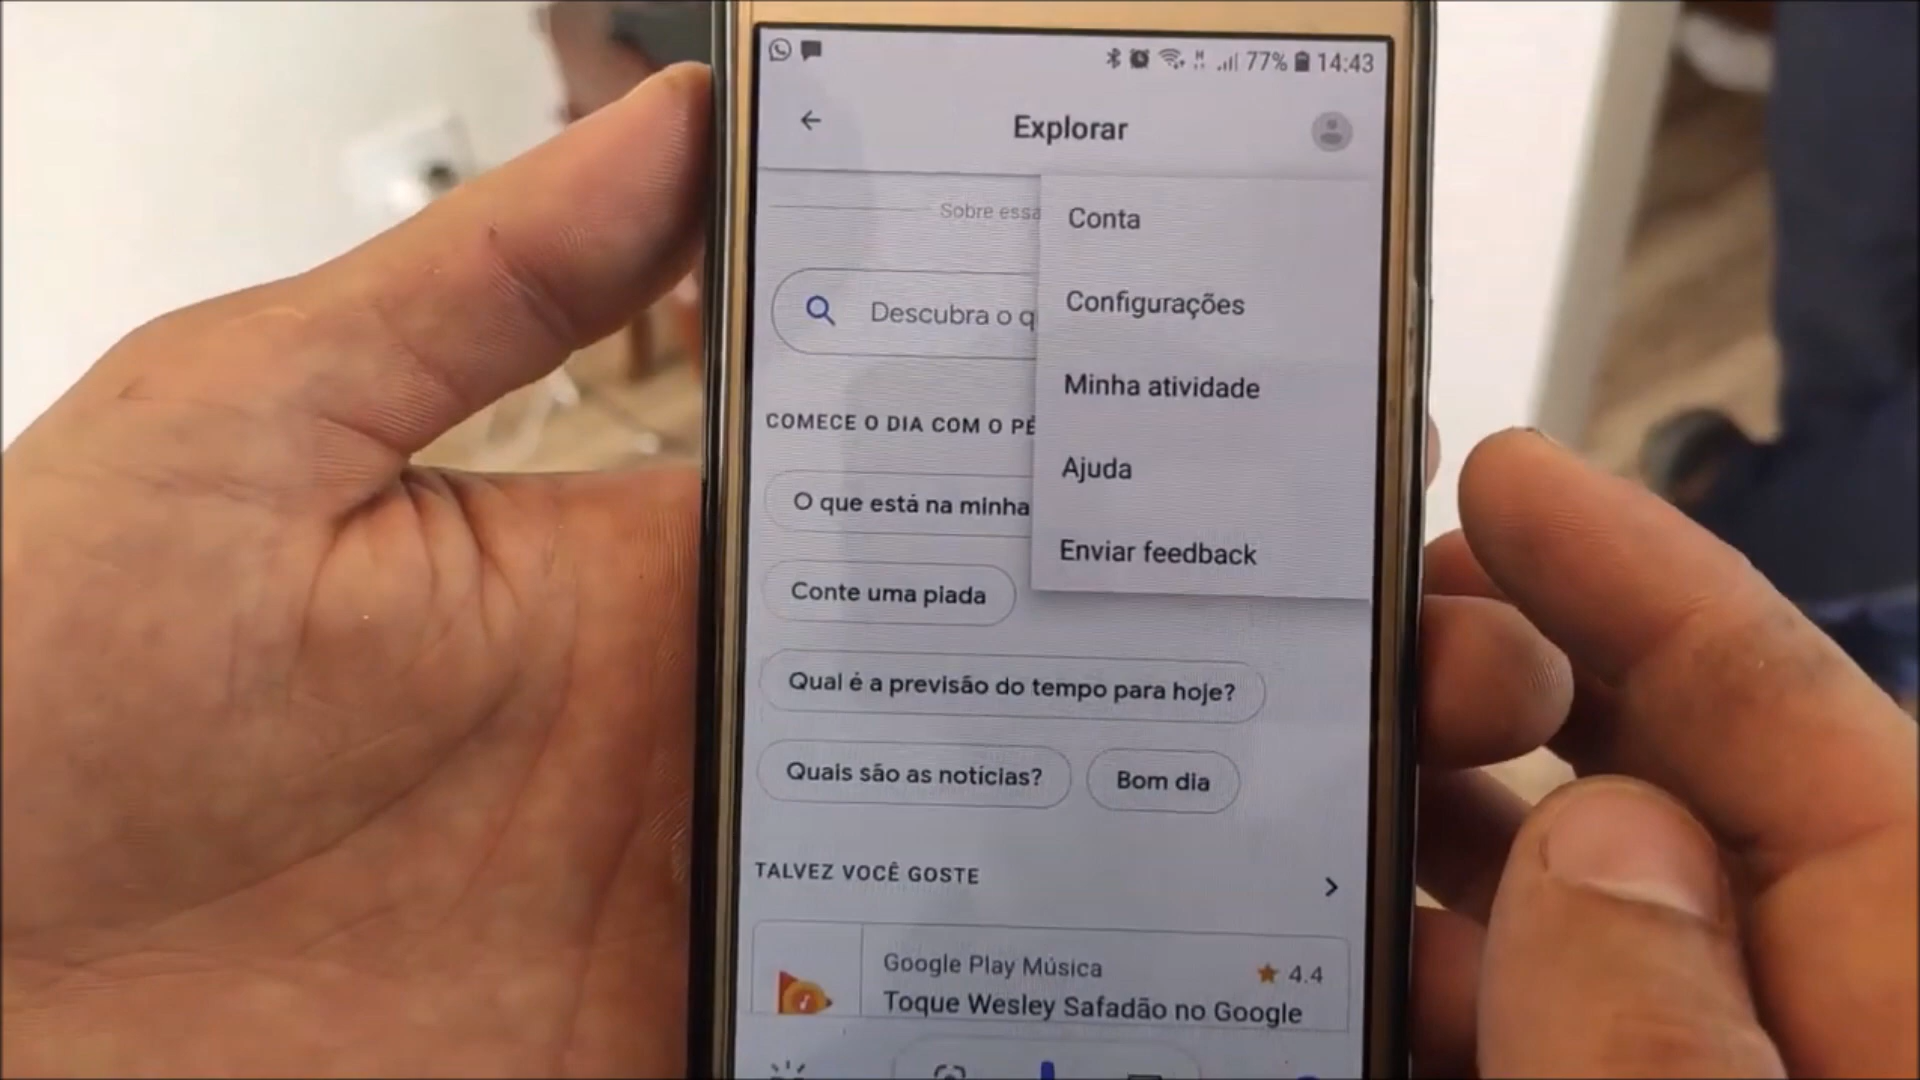 77% 14:43
Explorar
Sobre essa
Conta
Descubra o q
Configurações
Minha atividade
COMECE O DIA COM O PÉ
Ajuda
O que está na minha
Enviar feedback
Conte uma piada
Qual é a previsão do tempo para hoje?
Quais são as notícias?
Bom dia
TALVEZ VOCÊ GOSTE
Google Play Música
4.4
Toque Wesley Safadão no Google